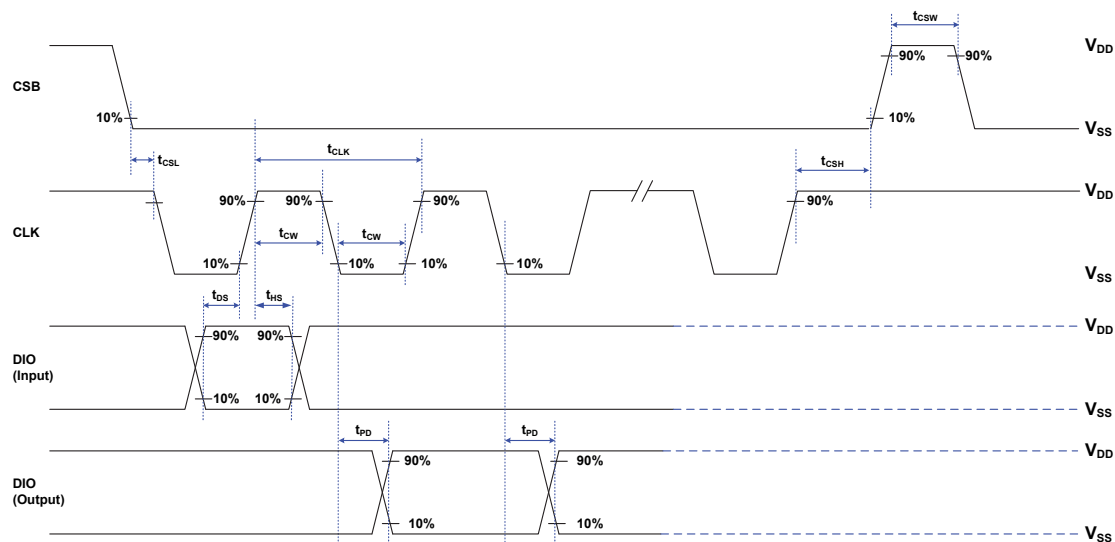 tCSW
VDD
90% 90%
CSB
10% 10%
VSS
tCSL tCLK tCSH
VDD
90% 90% 90% 90%
CLK
tCW tCW
10% 10% 10% 10%
VSS
tDS tHS
VDD
90% 90%
DIO
(Input)
10% 10%
VSS
tPD tPD
VDD
90% 90%
DIO
(Output)
10% 10%
VSS